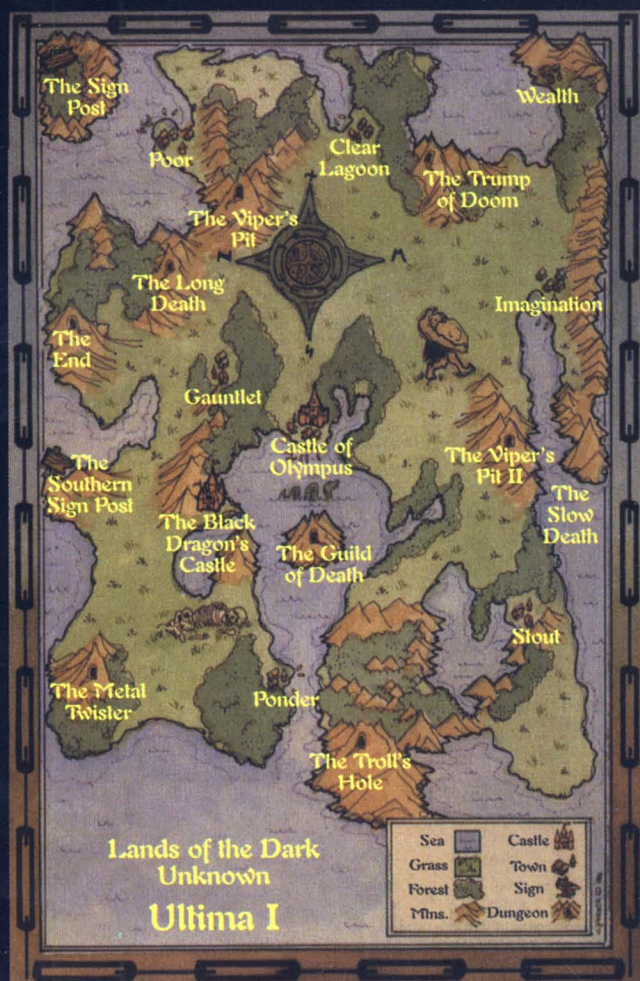 The Sign
Post
Wealth
Poor
Clear
Lagoon
The Trump
of Doom
The Viper's
Pit
The Long
Death
Imagination
The
End
Gauntlet
Castle of
Olympus
The Viper's
Pit II
The
Southern
Sign Post
The
Slow
Death
The Black
Dragon's
Castle
The Guild
of Death
Stout
The Metal
Twister
Ponder
The Troll's
Hole
Lands of the Dark
Unknown
Ultima I
Sea
Castle
Grass
Town
Forest
Sign
Mtns.
Dungeon